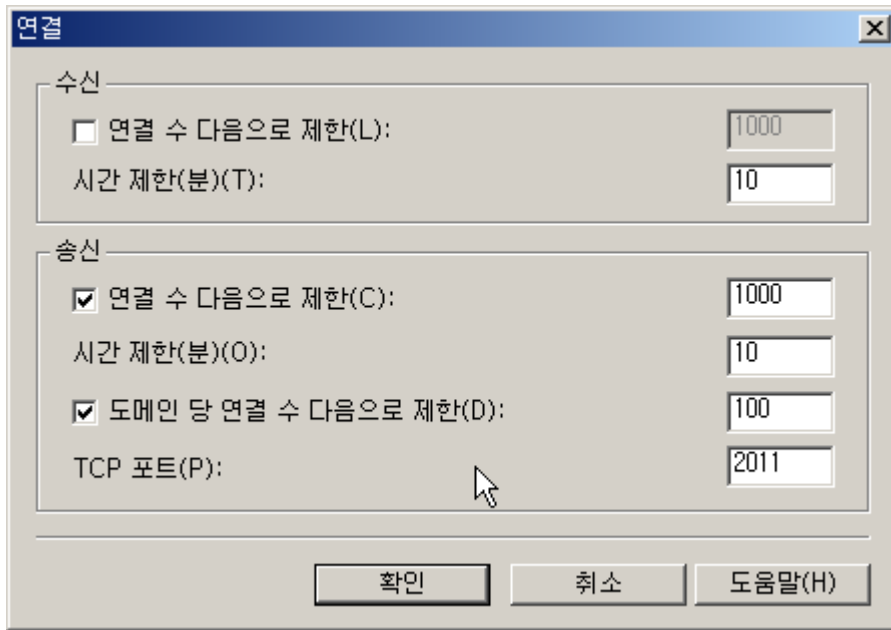 연결
수신
연결 수 다음으로 제한(L): 1000
시간 제한(분)(T): 10
송신
연결 수 다음으로 제한(C): 1000
시간 제한(분)(O): 10
도메인 당 연결 수 다음으로 제한(D): 100
TCP 포트(P): 2011
확인 취소 도움말(H)